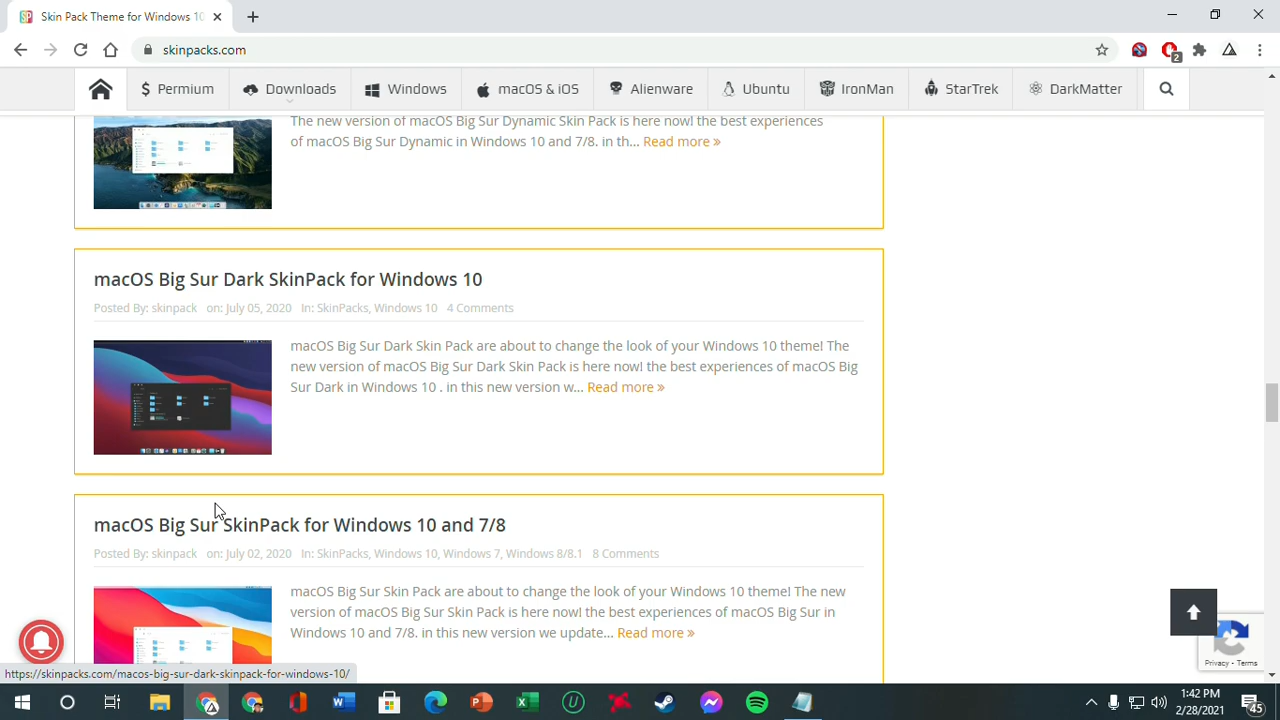 Skin Pack Theme for Windows 10
skinpacks.com
2
Permium
Downloads
Windows
macOS & iOS
Alienware
Ubuntu
IronMan
StarTrek
DarkMatter
The new version of macOS Big Sur Dynamic Skin Pack is here now! the best experiences
of macOS Big Sur Dynamic in Windows 10 and 7/8. in th... Read more »
macOS Big Sur Dark SkinPack for Windows 10
Posted By: skinpack on: July 05, 2020 In: SkinPacks, Windows 10 4 Comments
macOS Big Sur Dark Skin Pack are about to change the look of your Windows 10 theme! The
new version of macOS Big Sur Dark Skin Pack is here now! the best experiences of macOS Big
Sur Dark in Windows 10 . in this new version w... Read more »
macOS Big Sur SkinPack for Windows 10 and 7/8
Posted By: skinpack on: July 02, 2020 In: SkinPacks, Windows 10, Windows 7, Windows 8/8.1 8 Comments
macOS Big Sur Skin Pack are about to change the look of your Windows 10 theme! The new
version of macOS Big Sur Skin Pack is here now! the best experiences of macOS Big Sur in
Windows 10 and 7/8. in this new version we update... Read more »
Privacy - Terms
https://skinpacks.com/macos-big-sur-dark-skinpack-for-windows-10/
1:42 PM
2/28/2021
45